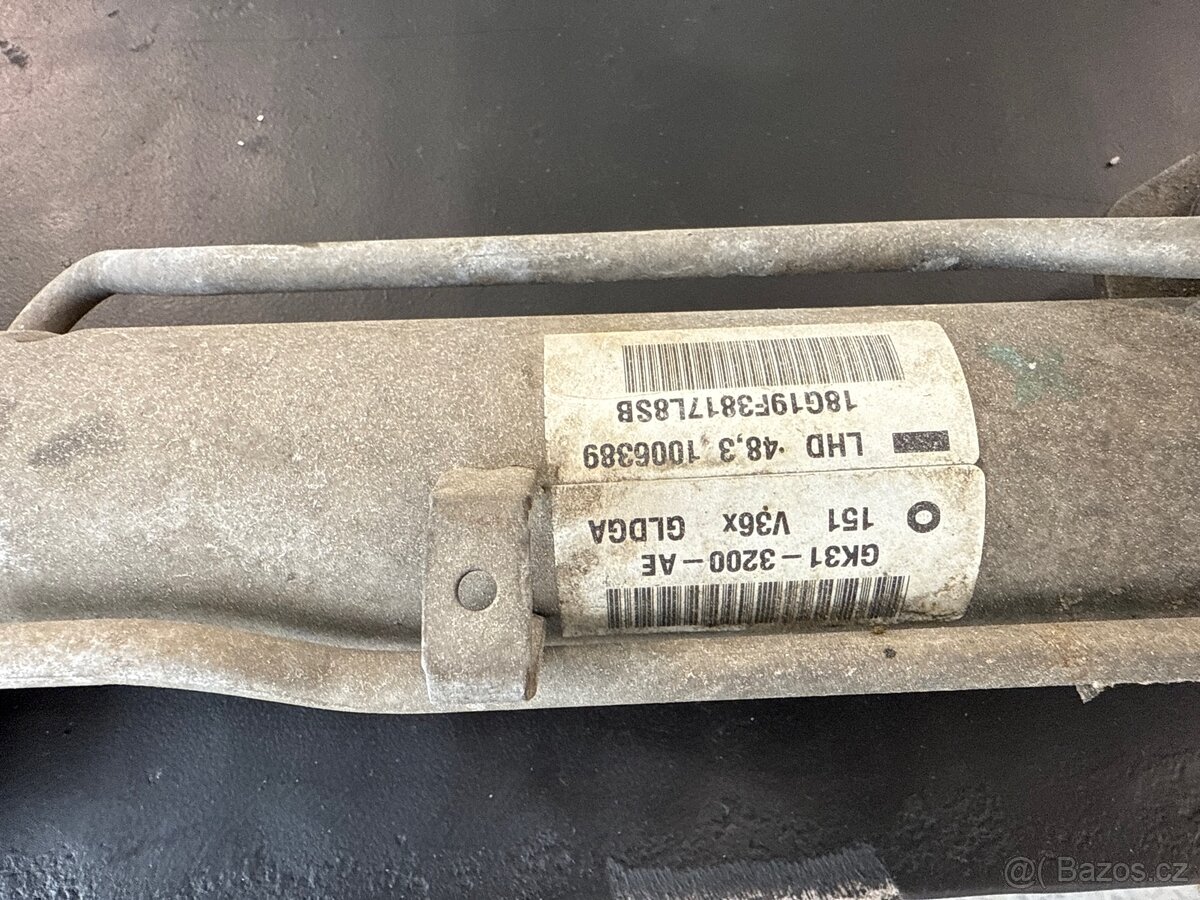 GK31-3200-AE
151 V36x GLDGA
LHD 48,3 1006389
18G19F3817L8SB
@( Bazos.cz